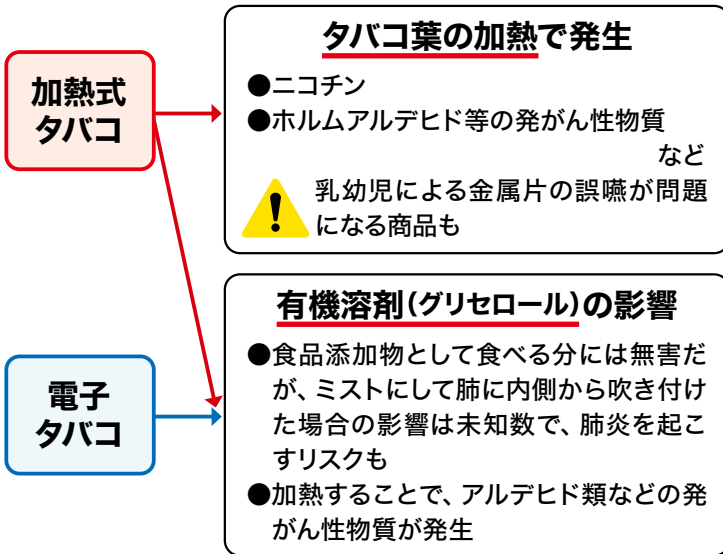 加熱式
タバコ
タバコ葉の加熱で発生
●ニコチン
●ホルムアルデヒド等の発がん性物質
など
乳幼児による金属片の誤嚥が問題
になる商品も
電子
タバコ
有機溶剤(グリセロール)の影響
●食品添加物として食べる分には無害だ
が、ミストにして肺に内側から吹き付け
た場合の影響は未知数で、肺炎を起こ
すリスクも
●加熱することで、アルデヒド類などの発
がん性物質が発生